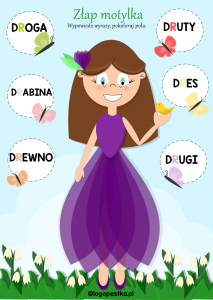 Złap motylka
Wypowiedz wyrazy, pokoloruj pola.
DROGA
DRUTY
DRABINA
DRES
DREWNO
DRUGI
©logopestka.pl